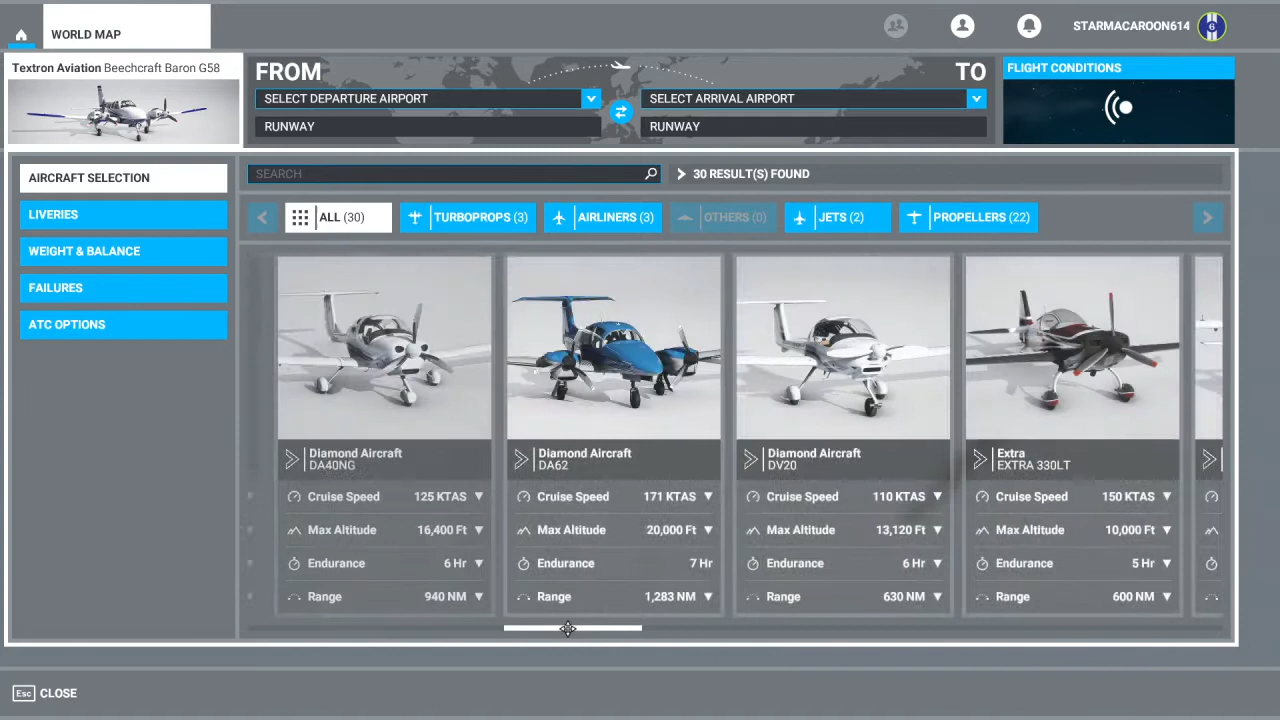 WORLD MAP
STARMACAROON614
6
Textron Aviation Beechcraft Baron G58
FROM
TO
SELECT DEPARTURE AIRPORT
SELECT ARRIVAL AIRPORT
RUNWAY
RUNWAY
FLIGHT CONDITIONS
AIRCRAFT SELECTION
LIVERIES
WEIGHT & BALANCE
FAILURES
ATC OPTIONS
SEARCH
30 RESULT(S) FOUND
ALL (30)
TURBOPROPS (3)
AIRLINERS (3)
OTHERS (0)
JETS (2)
PROPELLERS (22)
Diamond Aircraft
DA40NG
Cruise Speed 125 KTAS
Max Altitude 16,400 Ft
Endurance 6 Hr
Range 940 NM
Diamond Aircraft
DA62
Cruise Speed 171 KTAS
Max Altitude 20,000 Ft
Endurance 7 Hr
Range 1,283 NM
Diamond Aircraft
DV20
Cruise Speed 110 KTAS
Max Altitude 13,120 Ft
Endurance 6 Hr
Range 630 NM
Extra
EXTRA 330LT
Cruise Speed 150 KTAS
Max Altitude 10,000 Ft
Endurance 5 Hr
Range 600 NM
Esc CLOSE